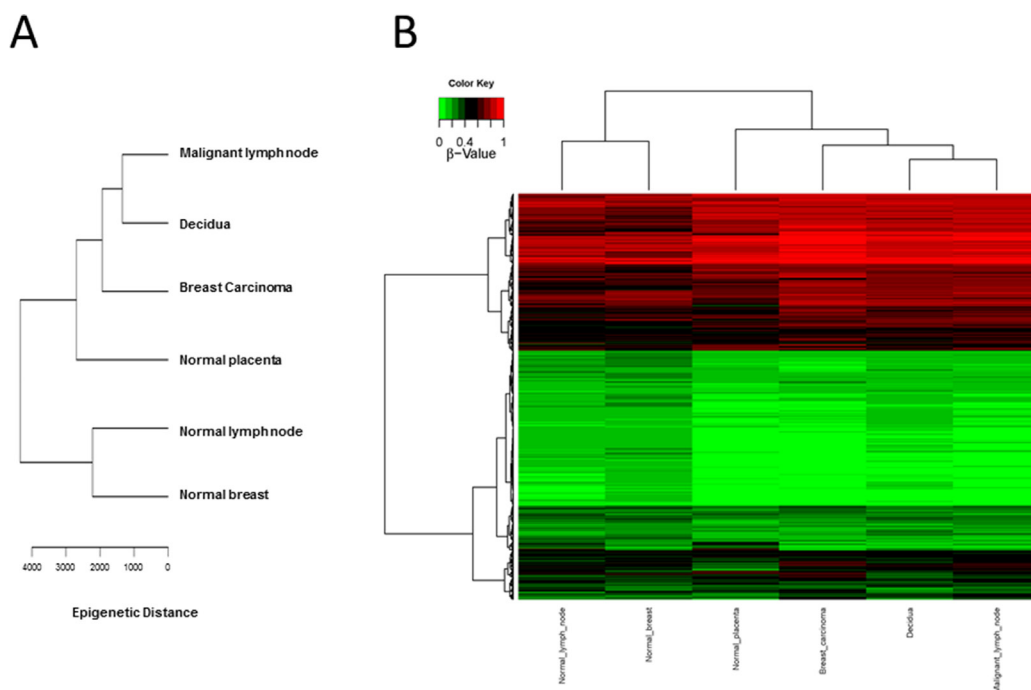 A
B
Color Key
0 0.4 1
β-Value
Malignant lymph node
Decidua
Breast Carcinoma
Normal placenta
Normal lymph node
Normal breast
4000 3000 2000 1000 0
Epigenetic Distance
Normal_lymph_node
Normal_breast
Normal_placenta
Breast_carcinoma
Decidua
Malignant_lymph_node